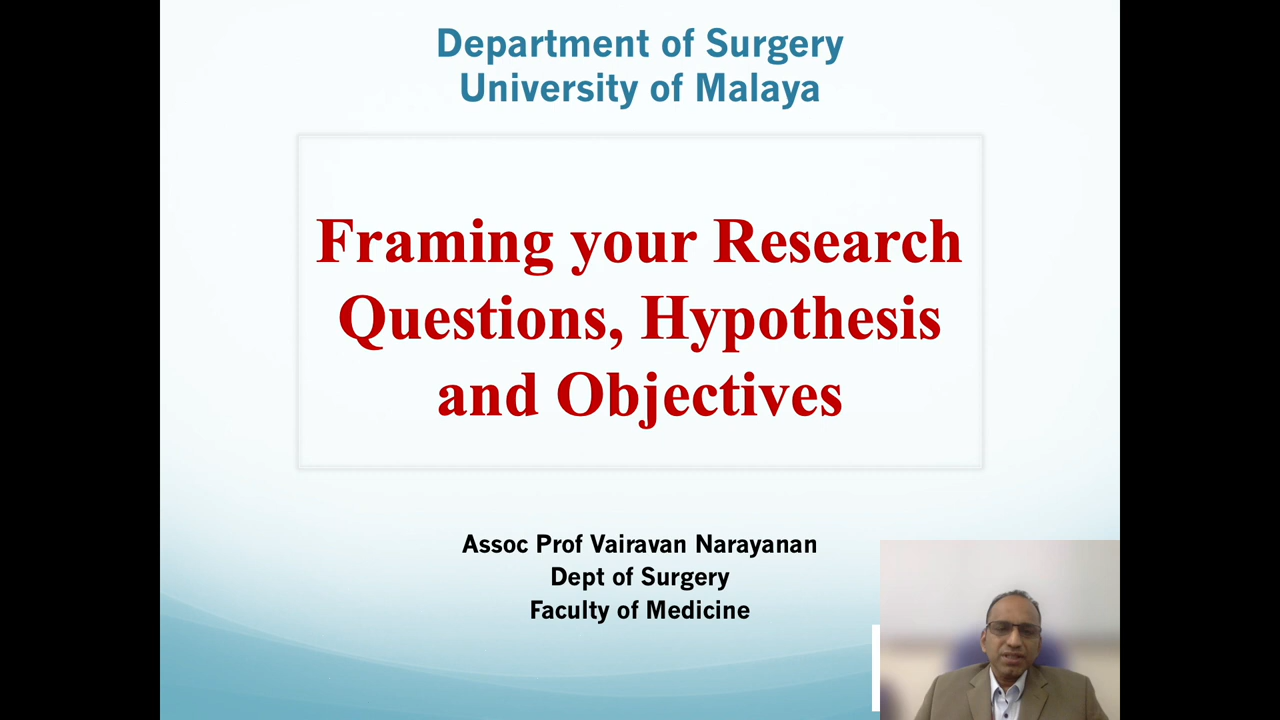 Department of Surgery
University of Malaya
Framing your Research
Questions, Hypothesis
and Objectives
Assoc Prof Vairavan Narayanan
Dept of Surgery
Faculty of Medicine